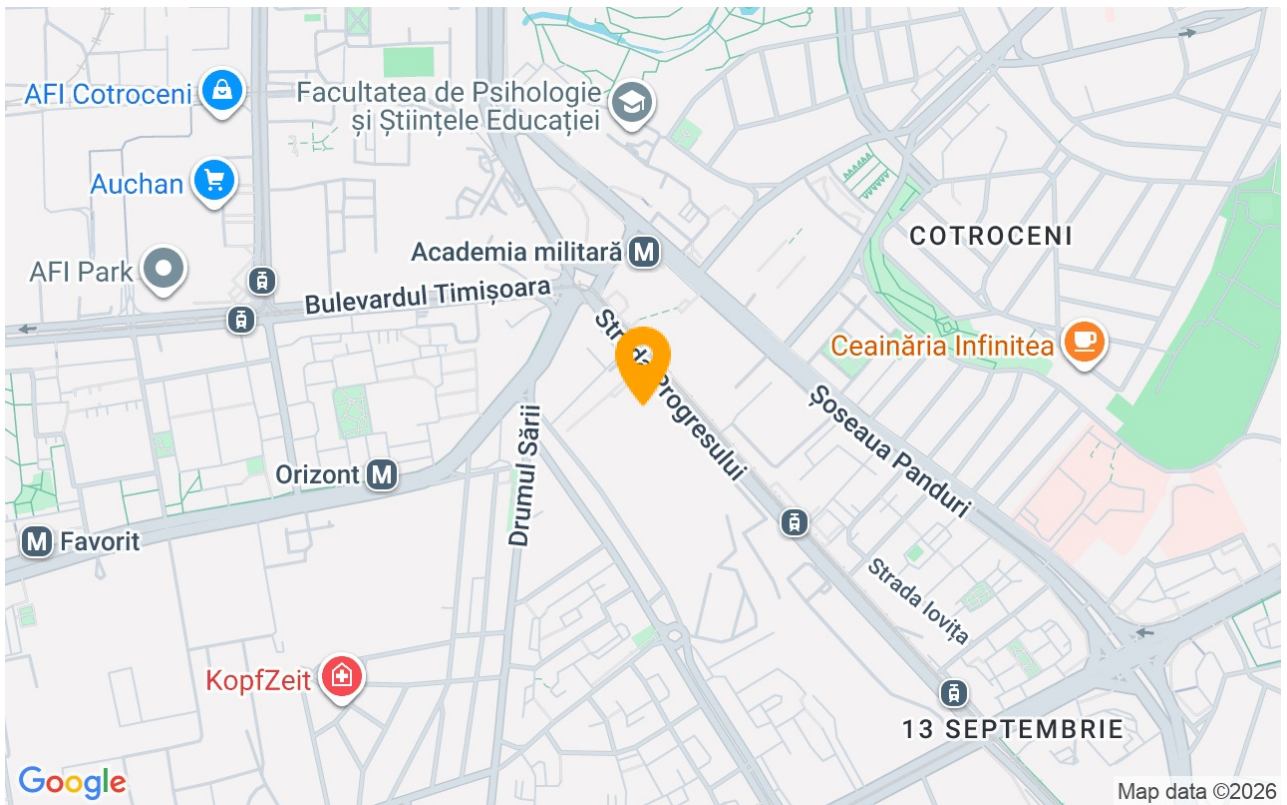 AFI Cotroceni
Facultatea de Psihologie
și Științele Educației
Auchan
Academia militară
M
COTROCENI
AFI Park
Bulevardul Timișoara
Strada Progresului
Ceainăria Infinitea
Șoseaua Panduri
Drumul Sării
Orizont
M
M
Favorit
Strada Iovița
KopfZeit
13 SEPTEMBRIE
Google
Map data ©2026